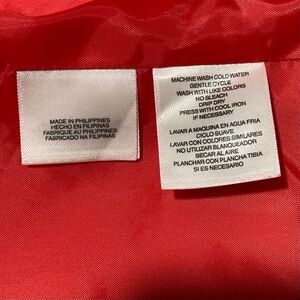 MADE IN PHILIPPINES
HECHO EN FILIPINAS
FABRIQUE AU PHILIPPINES
FABRICADO NA FILIPINAS
MACHINE WASH COLD WATER
GENTLE CYCLE
WASH WITH LIKE COLORS
NO BLEACH
DRIP DRY
PRESS WITH COOL IRON
IF NECESSARY
LAVAR A MAQUINA EN AGUA FRIA
CICLO SUAVE
LAVAR CON COLORES SIMILARES
NO UTILIZAR BLANQUEADOR
SECAR AL AIRE
PLANCHAR CON PLANCHA TIBIA
SI ES NECESARIO